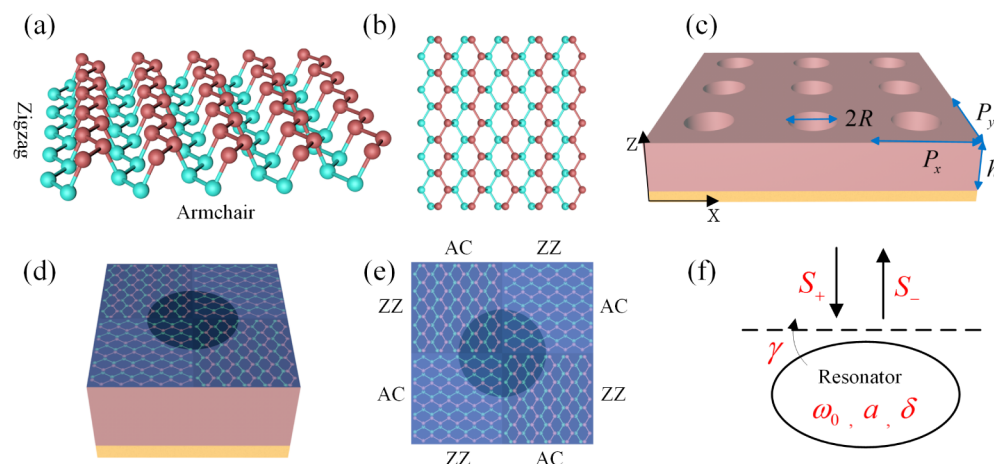 (a)
Zigzag
Armchair
(b)
(c)
2R
P_y
P_x
h
Z
X
(d)
(e)
AC ZZ
ZZ AC
AC ZZ
ZZ AC
(f)
S_+ S_−
γ
Resonator
ω_0 , a , δ